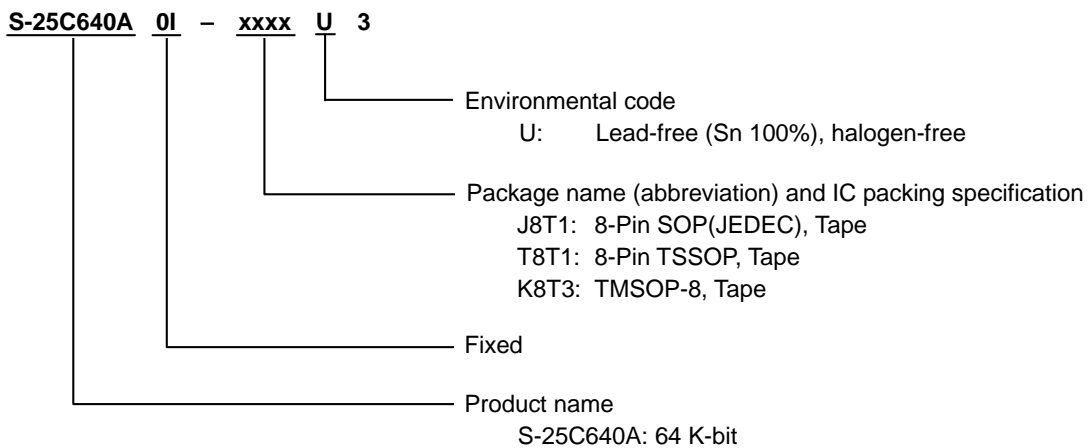 S-25C640A 0I – xxxx U 3
Environmental code
U: Lead-free (Sn 100%), halogen-free
Package name (abbreviation) and IC packing specification
J8T1: 8-Pin SOP(JEDEC), Tape
T8T1: 8-Pin TSSOP, Tape
K8T3: TMSOP-8, Tape
Fixed
Product name
S-25C640A: 64 K-bit